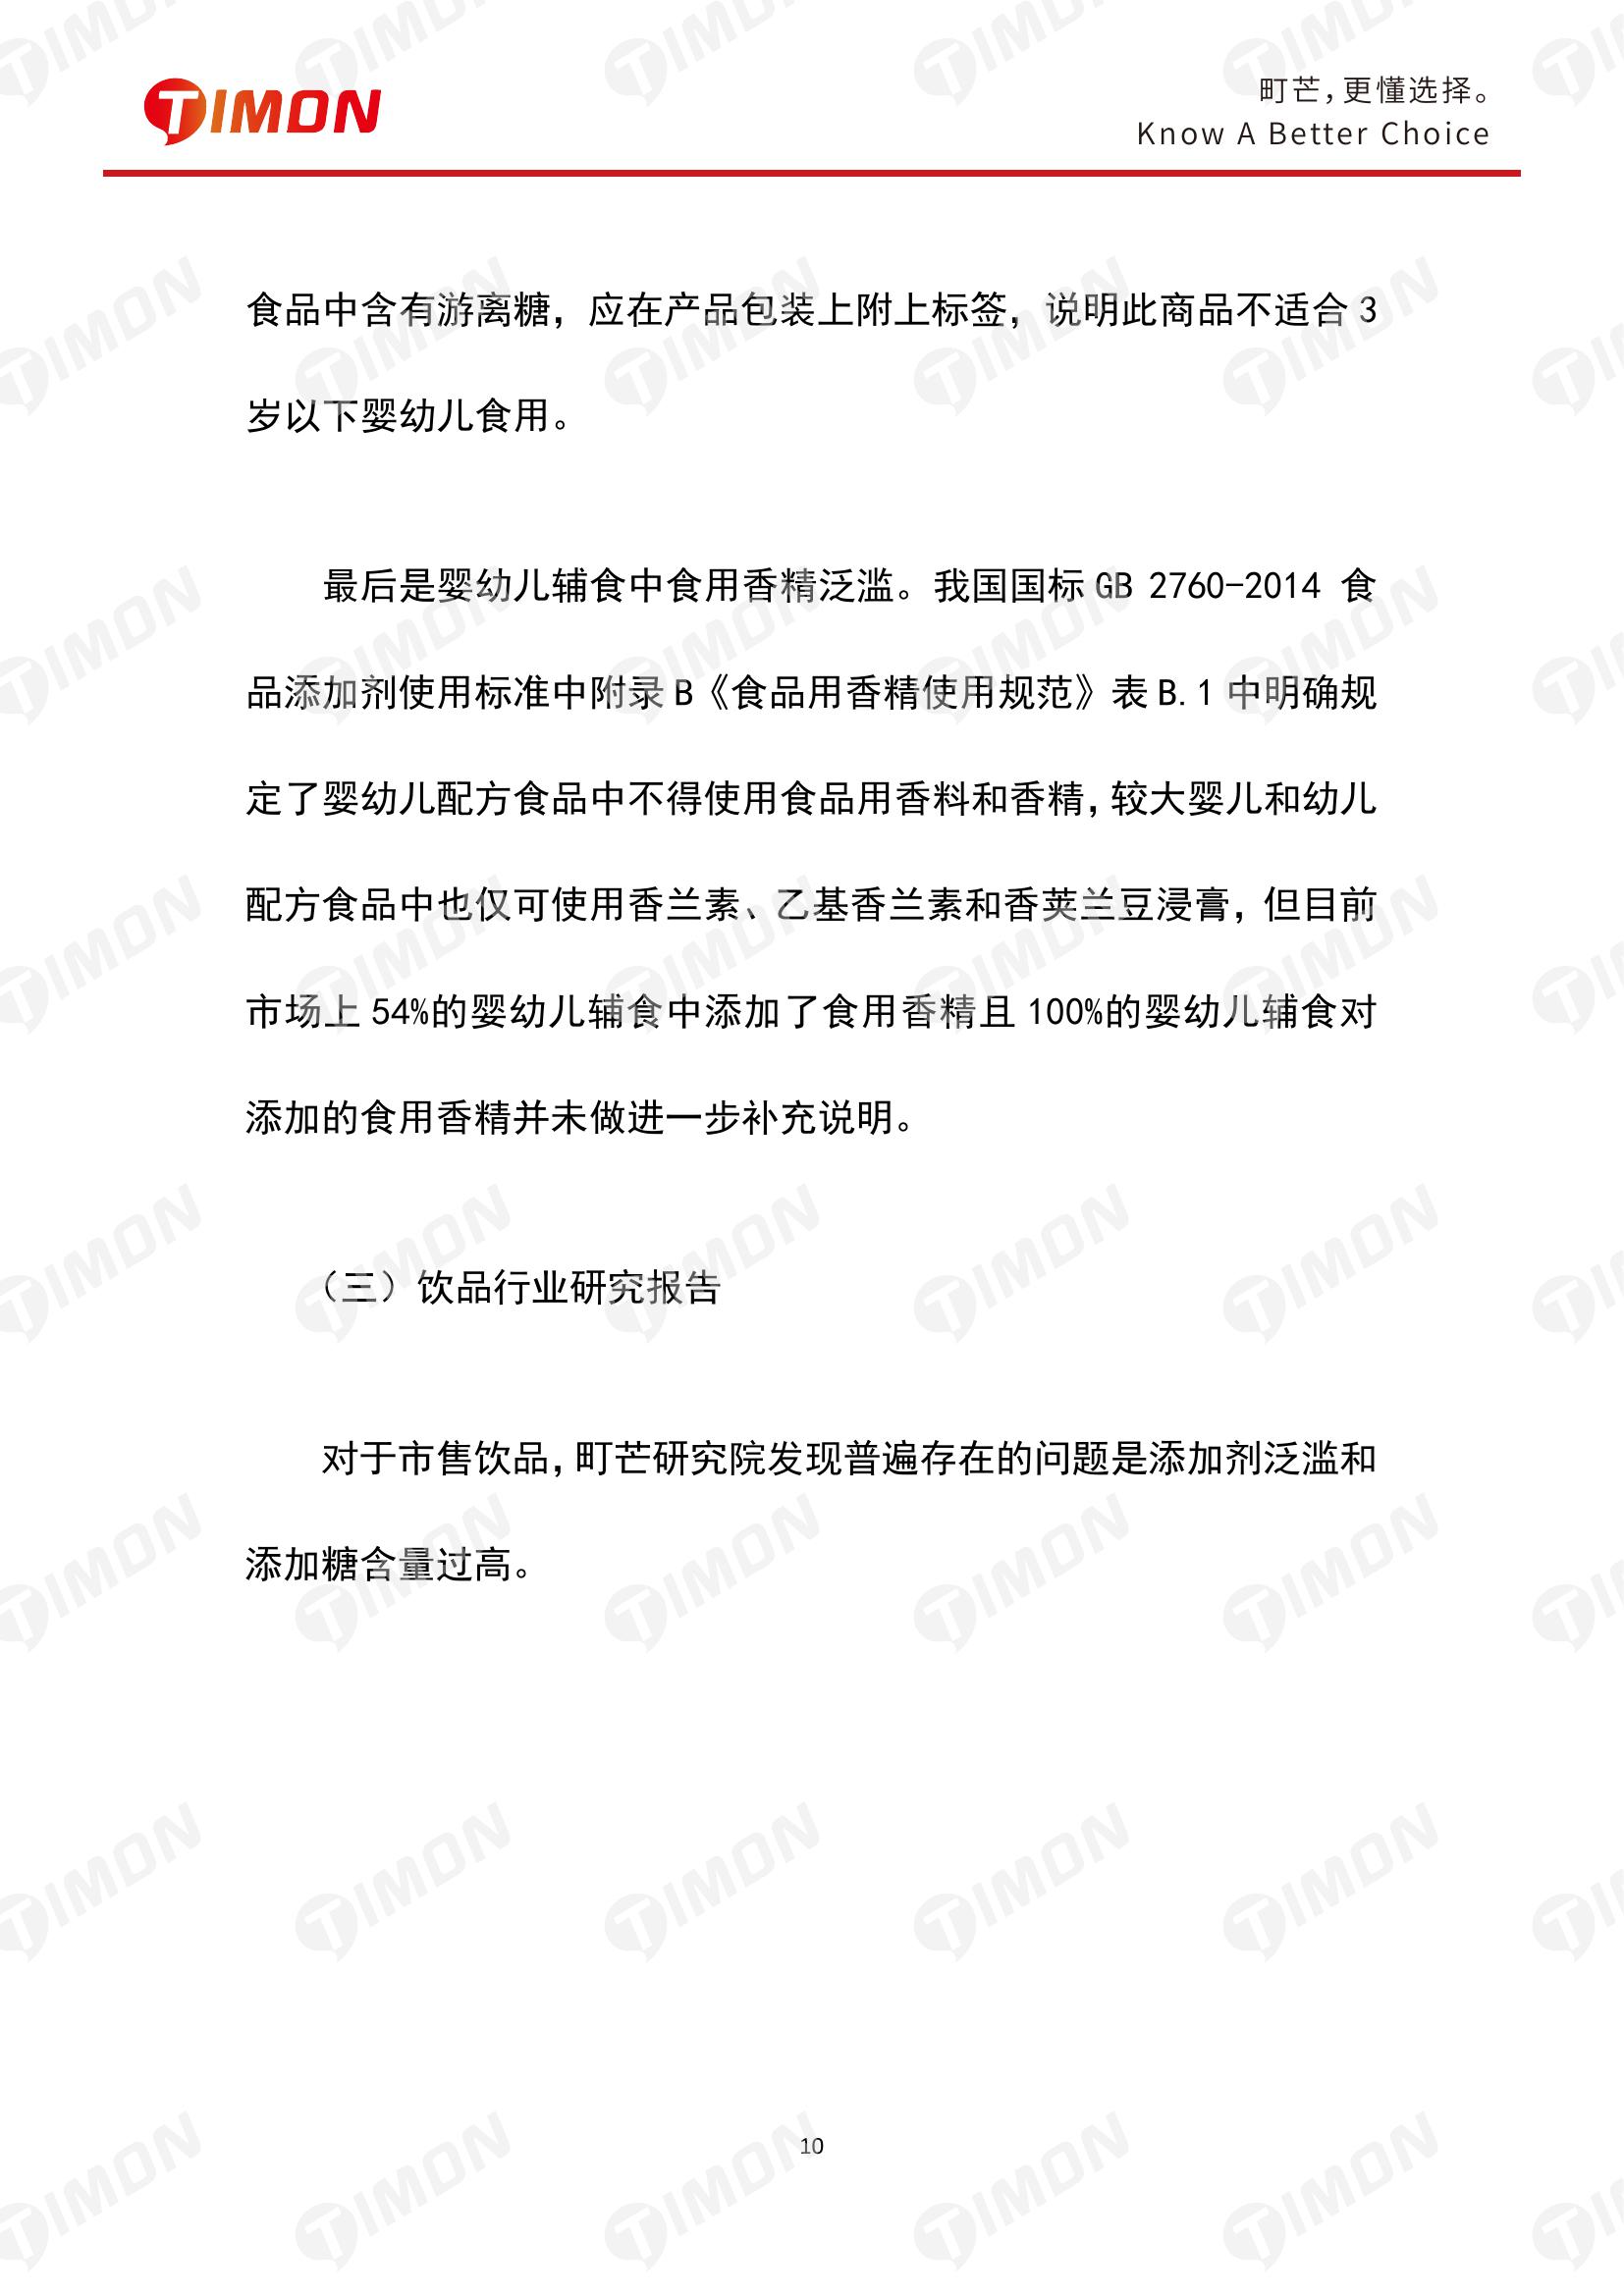 TIMON
町芒，更懂选择。
Know A Better Choice
食品中含有游离糖，应在产品包装上附上标签，说明此商品不适合 3
岁以下婴幼儿食用。
最后是婴幼儿辅食中食用香精泛滥。我国国标 GB 2760-2014 食
品添加剂使用标准中附录 B《食品用香精使用规范》表 B.1 中明确规
定了婴幼儿配方食品中不得使用食品用香料和香精，较大婴儿和幼儿
配方食品中也仅可使用香兰素、乙基香兰素和香荚兰豆浸膏，但目前
市场上 54%的婴幼儿辅食中添加了食用香精且 100%的婴幼儿辅食对
添加的食用香精并未做进一步补充说明。
（三）饮品行业研究报告
对于市售饮品，町芒研究院发现普遍存在的问题是添加剂泛滥和
添加糖含量过高。
10